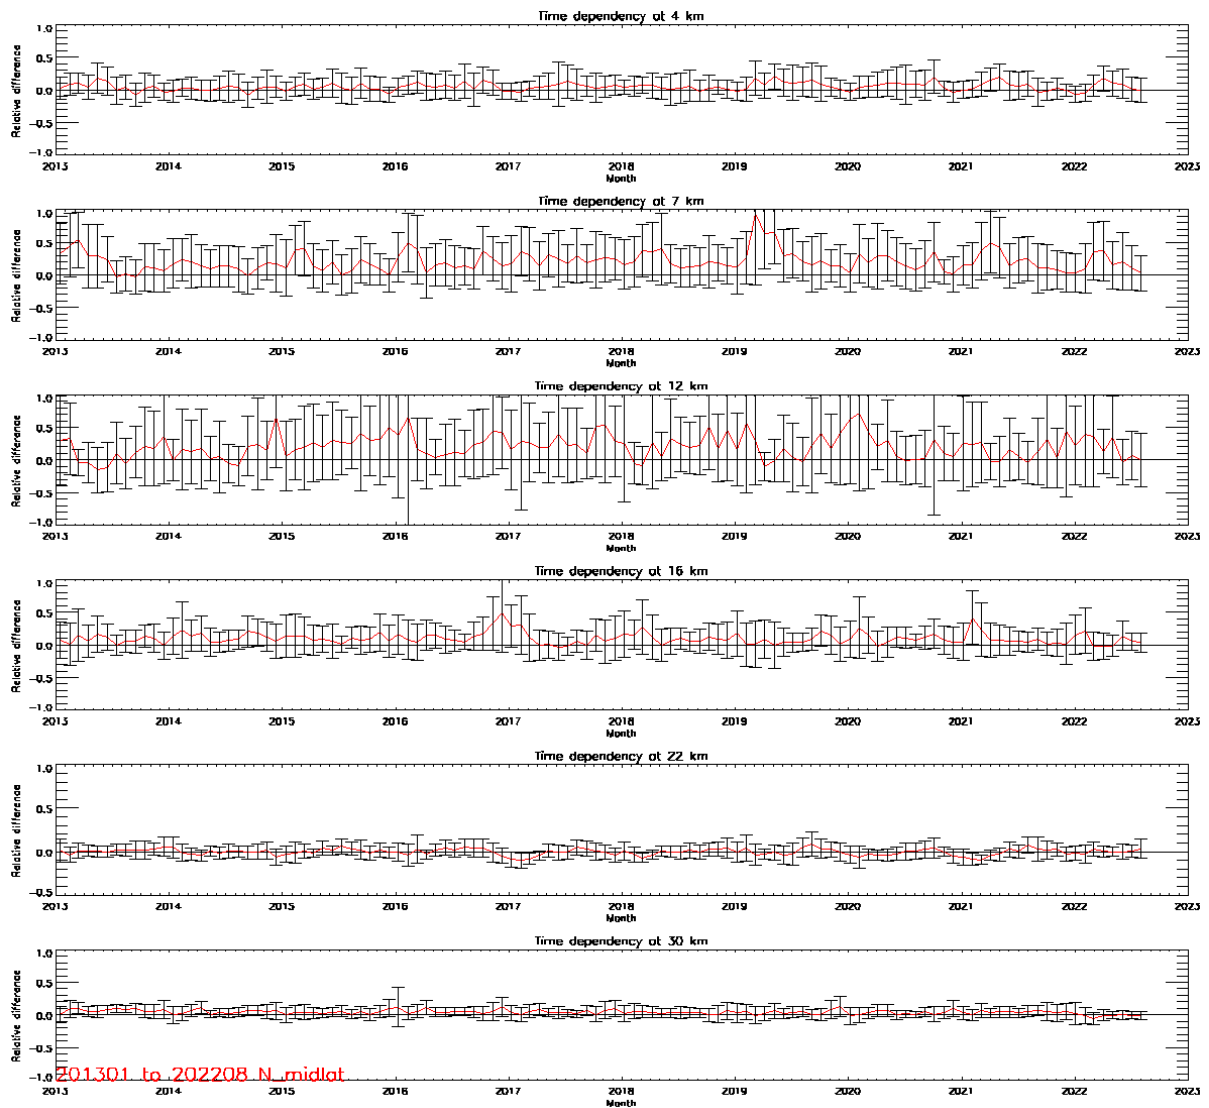 Time dependency at 4 km
1.0
0.5
0.0
-0.5
-1.0
Relative difference
2013 2014 2015 2016 2017 2018 2019 2020 2021 2022 2023
Month
Time dependency at 7 km
1.0
0.5
0.0
-0.5
-1.0
Relative difference
2013 2014 2015 2016 2017 2018 2019 2020 2021 2022 2023
Month
Time dependency at 12 km
1.0
0.5
0.0
-0.5
-1.0
Relative difference
2013 2014 2015 2016 2017 2018 2019 2020 2021 2022 2023
Month
Time dependency at 16 km
1.0
0.5
0.0
-0.5
-1.0
Relative difference
2013 2014 2015 2016 2017 2018 2019 2020 2021 2022 2023
Month
Time dependency at 22 km
1.0
0.5
0.0
-0.5
Relative difference
2013 2014 2015 2016 2017 2018 2019 2020 2021 2022 2023
Month
Time dependency at 30 km
1.0
0.5
0.0
-0.5
-1.0
Relative difference
201301 to 202208 N_midlat
2013 2014 2015 2016 2017 2018 2019 2020 2021 2022 2023
Month